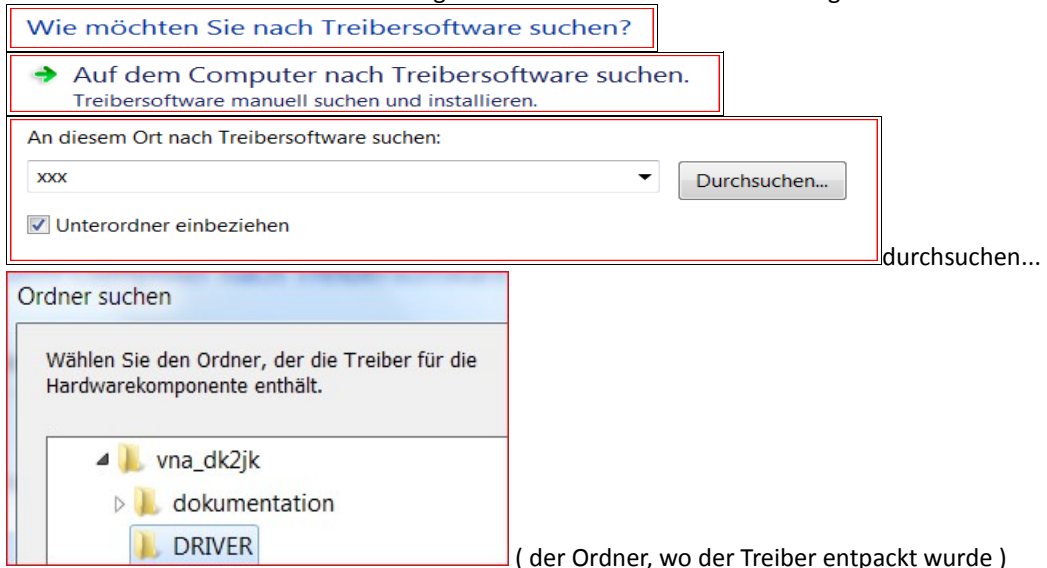 Wie möchten Sie nach Treibersoftware suchen?
Auf dem Computer nach Treibersoftware suchen.
Treibersoftware manuell suchen und installieren.
An diesem Ort nach Treibersoftware suchen:
xxx
Durchsuchen...
Unterordner einbeziehen
durchsuchen...
Ordner suchen
Wählen Sie den Ordner, der die Treiber für die
Hardwarekomponente enthält.
vna_dk2jk
dokumentation
DRIVER
( der Ordner, wo der Treiber entpackt wurde )